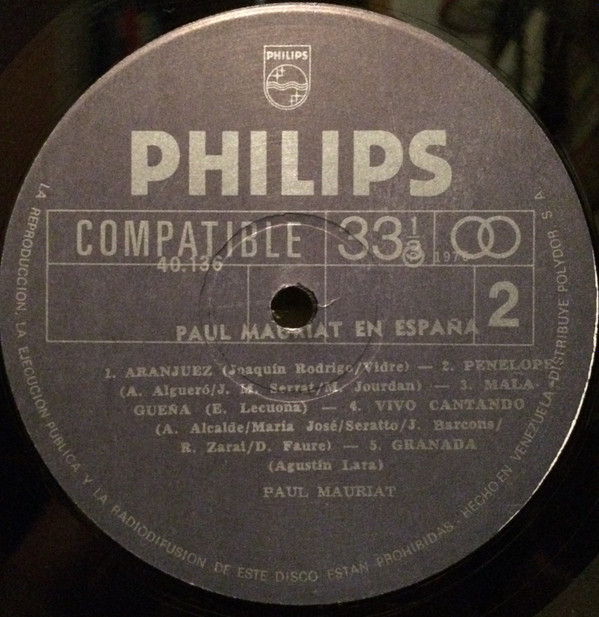 PHILIPS
PHILIPS
COMPATIBLE 33 1/3
40.136
Ⓟ
2
PAUL MAURIAT EN ESPAÑA
1. ARANJUEZ (Joaquín Rodrigo/Vidre) — 2. PENELOPE
(A. Algueró/J. M. Serrat/M. Jourdan) — 3. MALA-
GUEÑA (E. Lecuona) — 4. VIVO CANTANDO
(A. Alcalde/María José/Seratto/J. Barcons/
R. Zarai/D. Faure) — 5. GRANADA
(Agustín Lara)
PAUL MAURIAT
LA REPRODUCCION, LA EJECUCION PUBLICA Y LA RADIODIFUSION DE ESTE DISCO ESTAN PROHIBIDAS - HECHO EN VENEZUELA - DISTRIBUYE POLYDOR S. A.